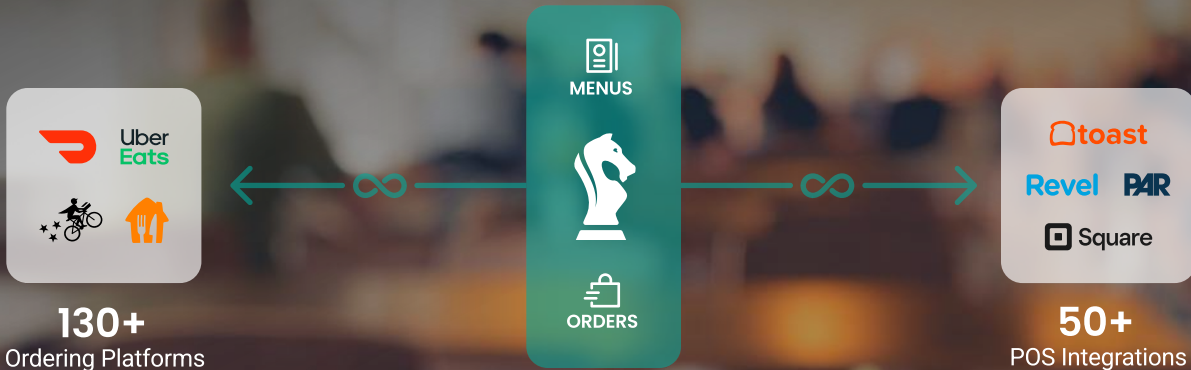 Uber
Eats
130+
Ordering Platforms
MENUS
ORDERS
toast
Revel PAR
Square
50+
POS Integrations